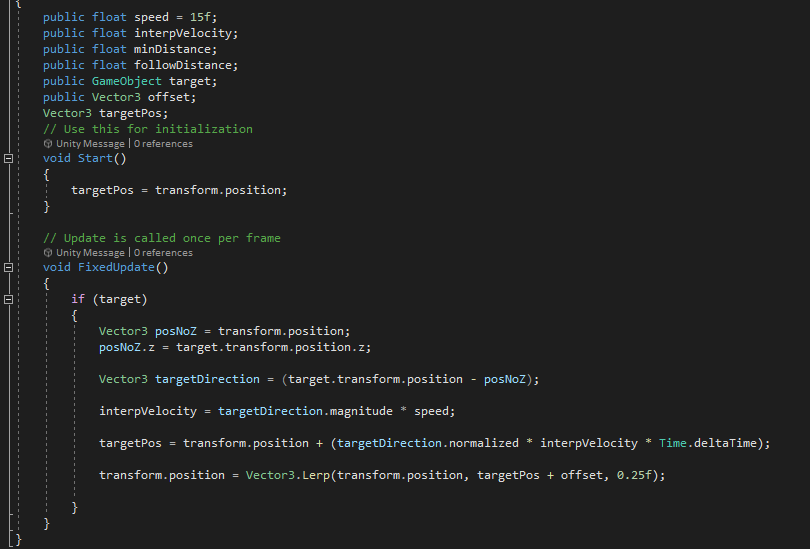 {
public float speed = 15f;
public float interpVelocity;
public float minDistance;
public float followDistance;
public GameObject target;
public Vector3 offset;
Vector3 targetPos;
// Use this for initialization
Unity Message | 0 references
void Start()
{
targetPos = transform.position;
}
// Update is called once per frame
Unity Message | 0 references
void FixedUpdate()
{
if (target)
{
Vector3 posNoZ = transform.position;
posNoZ.z = target.transform.position.z;
Vector3 targetDirection = (target.transform.position - posNoZ);
interpVelocity = targetDirection.magnitude * speed;
targetPos = transform.position + (targetDirection.normalized * interpVelocity * Time.deltaTime);
transform.position = Vector3.Lerp(transform.position, targetPos + offset, 0.25f);
}
}
}